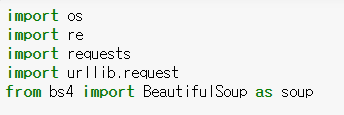 import os
import re
import requests
import urllib.request
from bs4 import BeautifulSoup as soup